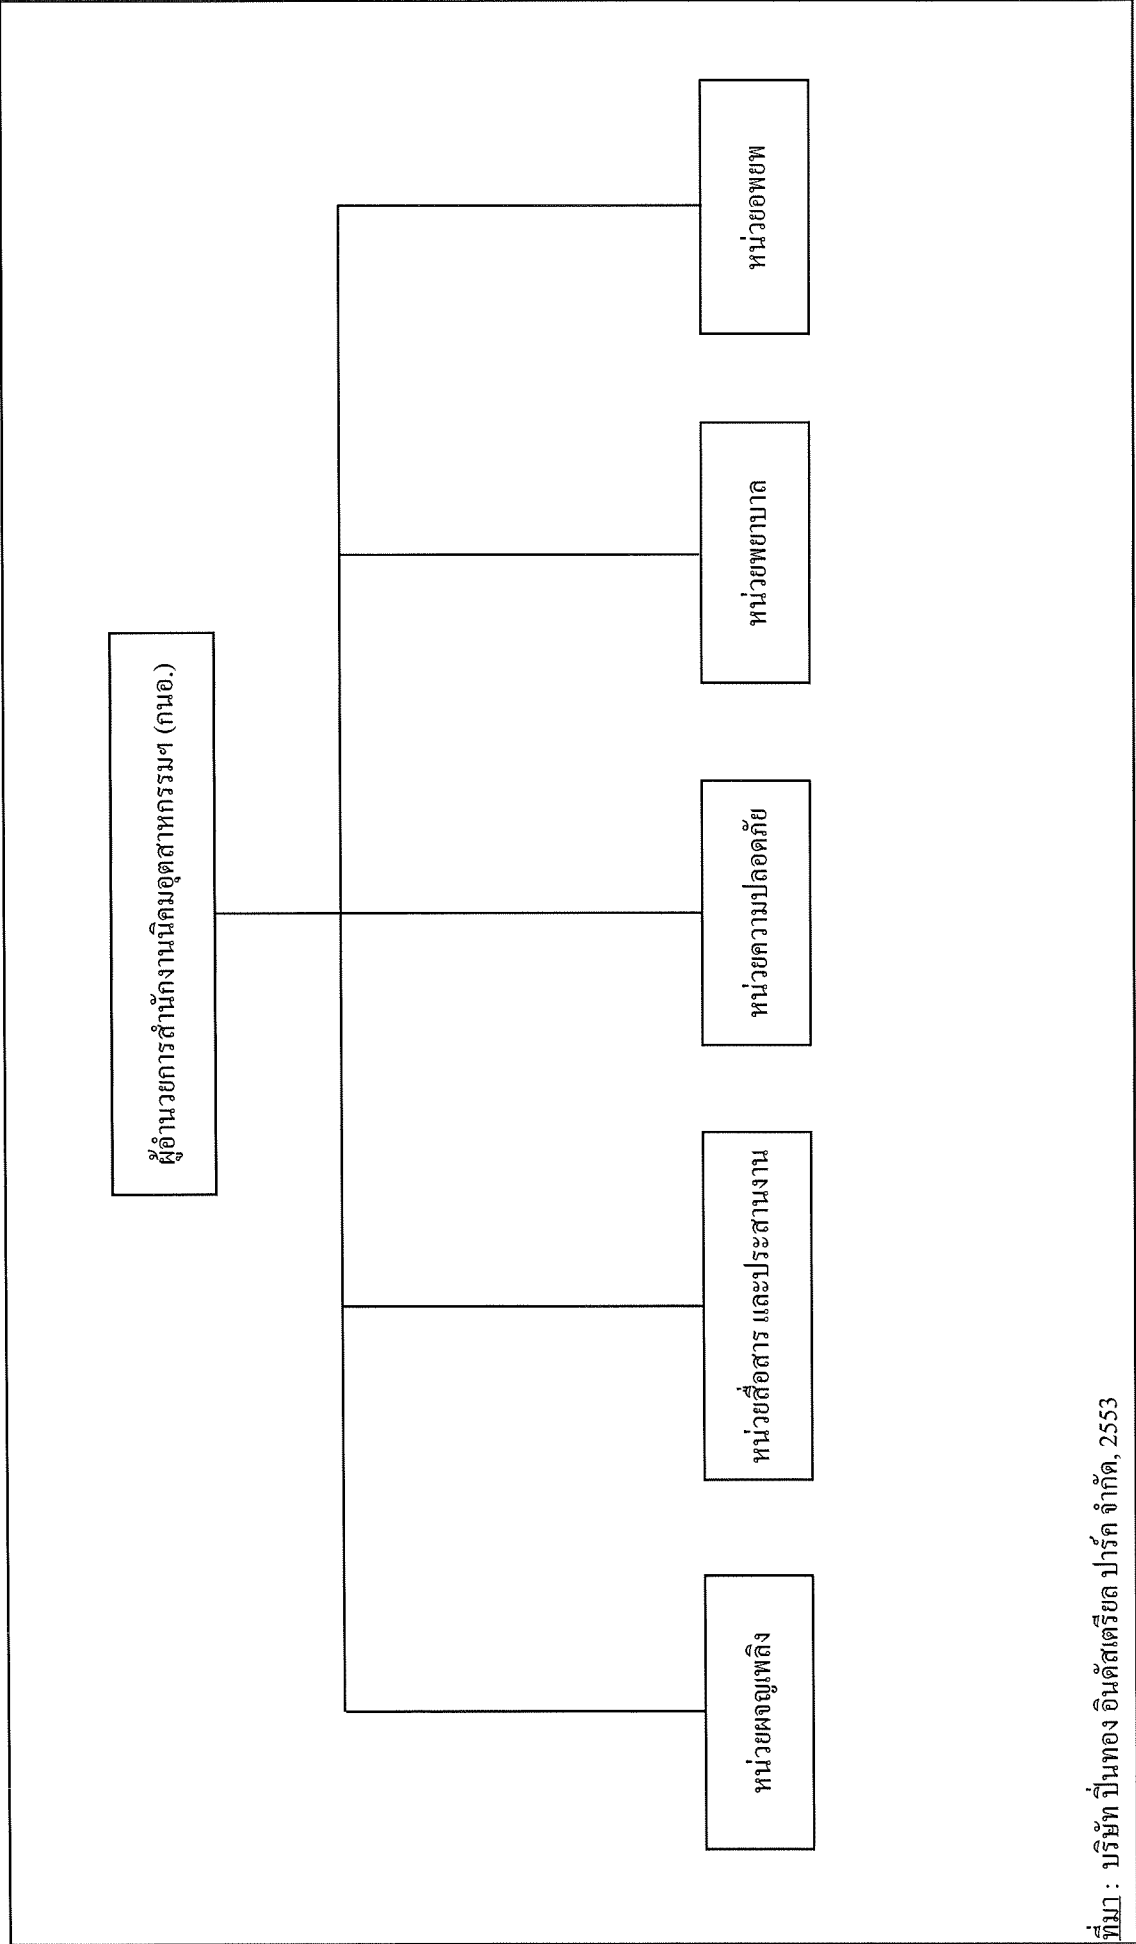 ผู้อำนวยการสำนักงานนิคมอุตสาหกรรมฯ (กนอ.)
หน่วยผจญเพลิง
หน่วยสื่อสาร และประสานงาน
หน่วยความปลอดภัย
หน่วยพยาบาล
หน่วยอพยพ
ที่มา : บริษัท ปิ่นทอง อินดัสเตรียล ปาร์ค จำกัด, 2553